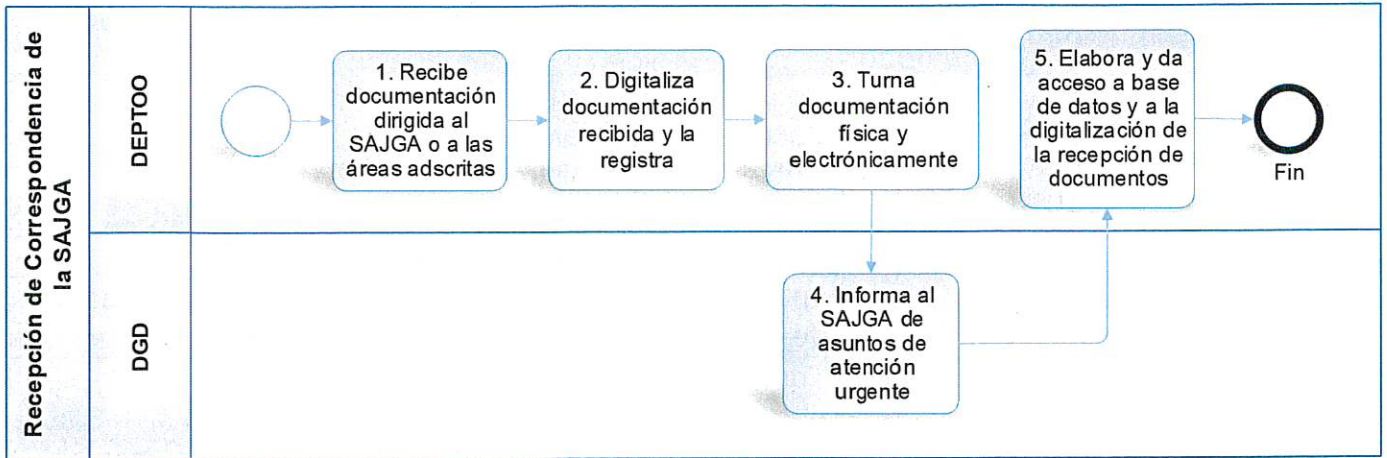 Recepción de Correspondencia de
la SAJGA
DEPTOO
1. Recibe
documentación
dirigida al
SAJGA o a las
áreas adscritas
2. Digitaliza
documentación
recibida y la
registra
3. Turna
documentación
física y
electrónicamente
5. Elabora y da
acceso a base
de datos y a la
digitalización de
la recepción de
documentos
Fin
DGD
4. Informa al
SAJGA de
asuntos de
atención
urgente